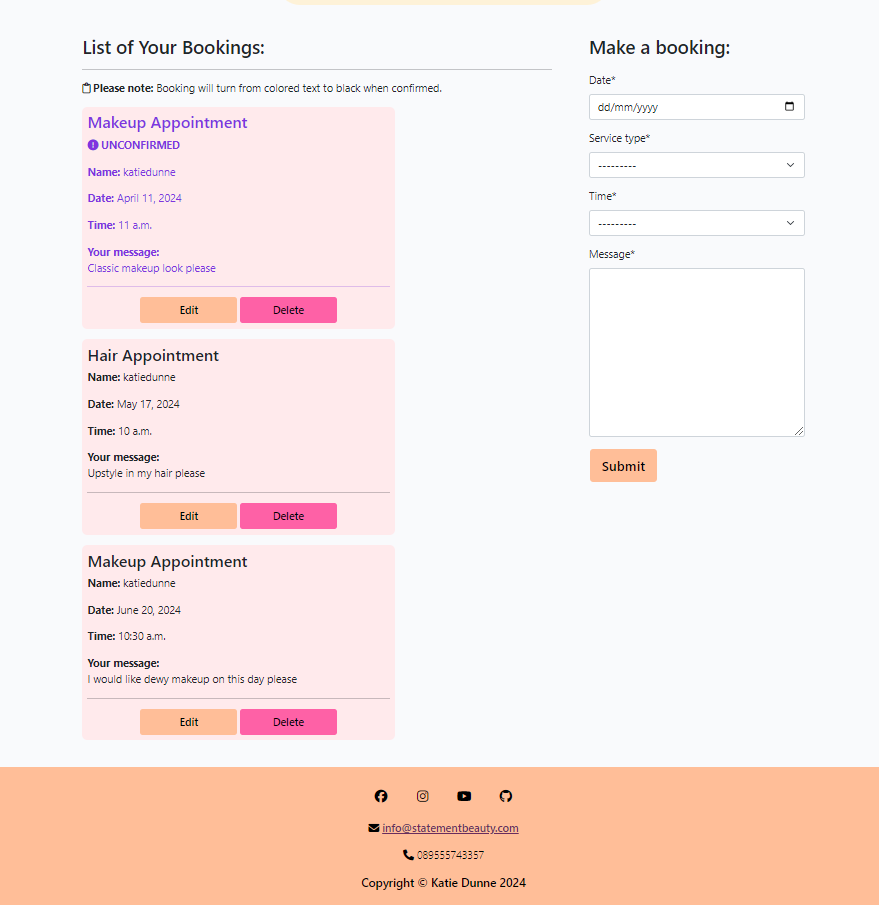 List of Your Bookings:
Please note: Booking will turn from colored text to black when confirmed.
Makeup Appointment
UNCONFIRMED
Name: katiedunne
Date: April 11, 2024
Time: 11 a.m.
Your message:
Classic makeup look please
Edit Delete
Hair Appointment
Name: katiedunne
Date: May 17, 2024
Time: 10 a.m.
Your message:
Upstyle in my hair please
Edit Delete
Makeup Appointment
Name: katiedunne
Date: June 20, 2024
Time: 10:30 a.m.
Your message:
I would like dewy makeup on this day please
Edit Delete
Make a booking:
Date*
dd/mm/yyyy
Service type*
---------
Time*
---------
Message*
Submit
info@statementbeauty.com
089555743357
Copyright © Katie Dunne 2024